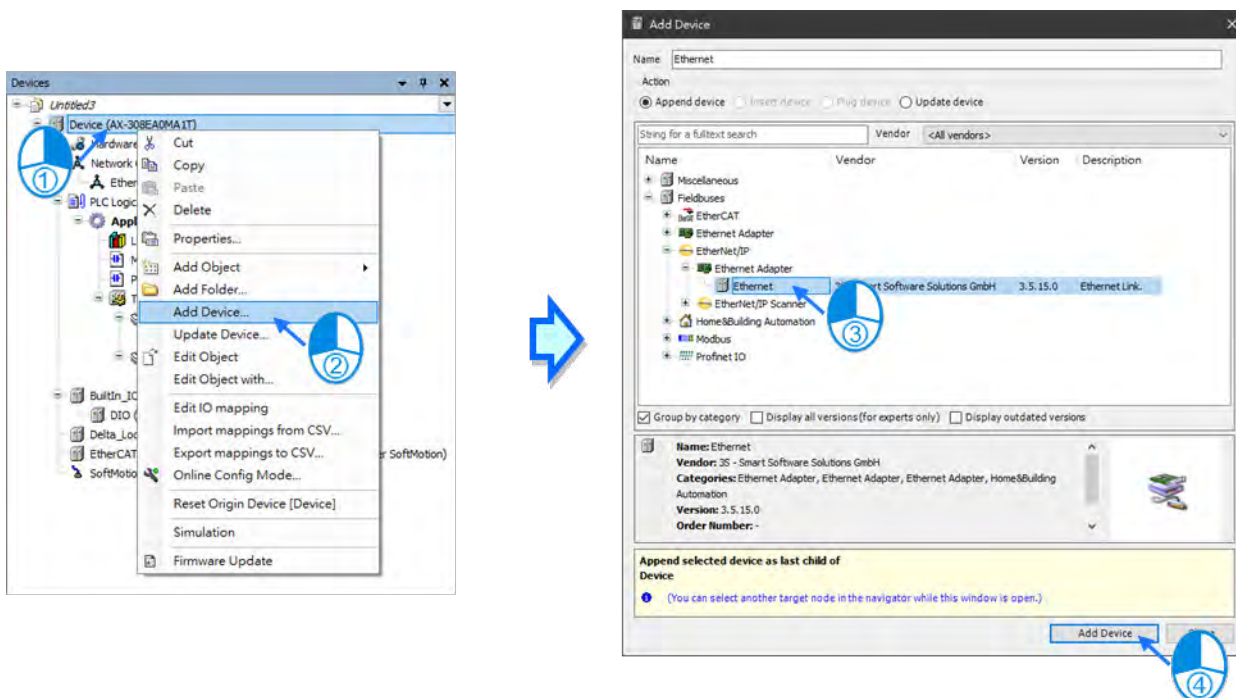 Devices
Untitled3
Device (AX-308EA0MA1T)
Hardware
Network
Ether
PLC Logic
Appl
L
M
P
T
S
S
BuiltIn_IO
DIO (
Delta_Loc
EtherCAT
r SoftMotion)
SoftMotio
Cut
Copy
Paste
Delete
Properties...
Add Object
Add Folder...
Add Device...
Update Device...
Edit Object
Edit Object with...
Edit IO mapping
Import mappings from CSV...
Export mappings to CSV...
Online Config Mode...
Reset Origin Device [Device]
Simulation
Firmware Update
1
2
Add Device
Name Ethernet
Action
Append device Insert device Plug device Update device
String for a fulltext search Vendor <All vendors>
Name Vendor Version Description
Miscellaneous
Fieldbuses
EtherCAT
Ethernet Adapter
EtherNet/IP
Ethernet Adapter
Ethernet rt Software Solutions GmbH 3.5.15.0 Ethernet Link.
EtherNet/IP Scanner
Home&Building Automation
Modbus
Profinet IO
3
Group by category Display all versions (for experts only) Display outdated versions
Name: Ethernet
Vendor: 3S - Smart Software Solutions GmbH
Categories: Ethernet Adapter, Ethernet Adapter, Ethernet Adapter, Home&Building
Automation
Version: 3.5.15.0
Order Number: -
Append selected device as last child of
Device
(You can select another target node in the navigator while this window is open.)
Add Device
4